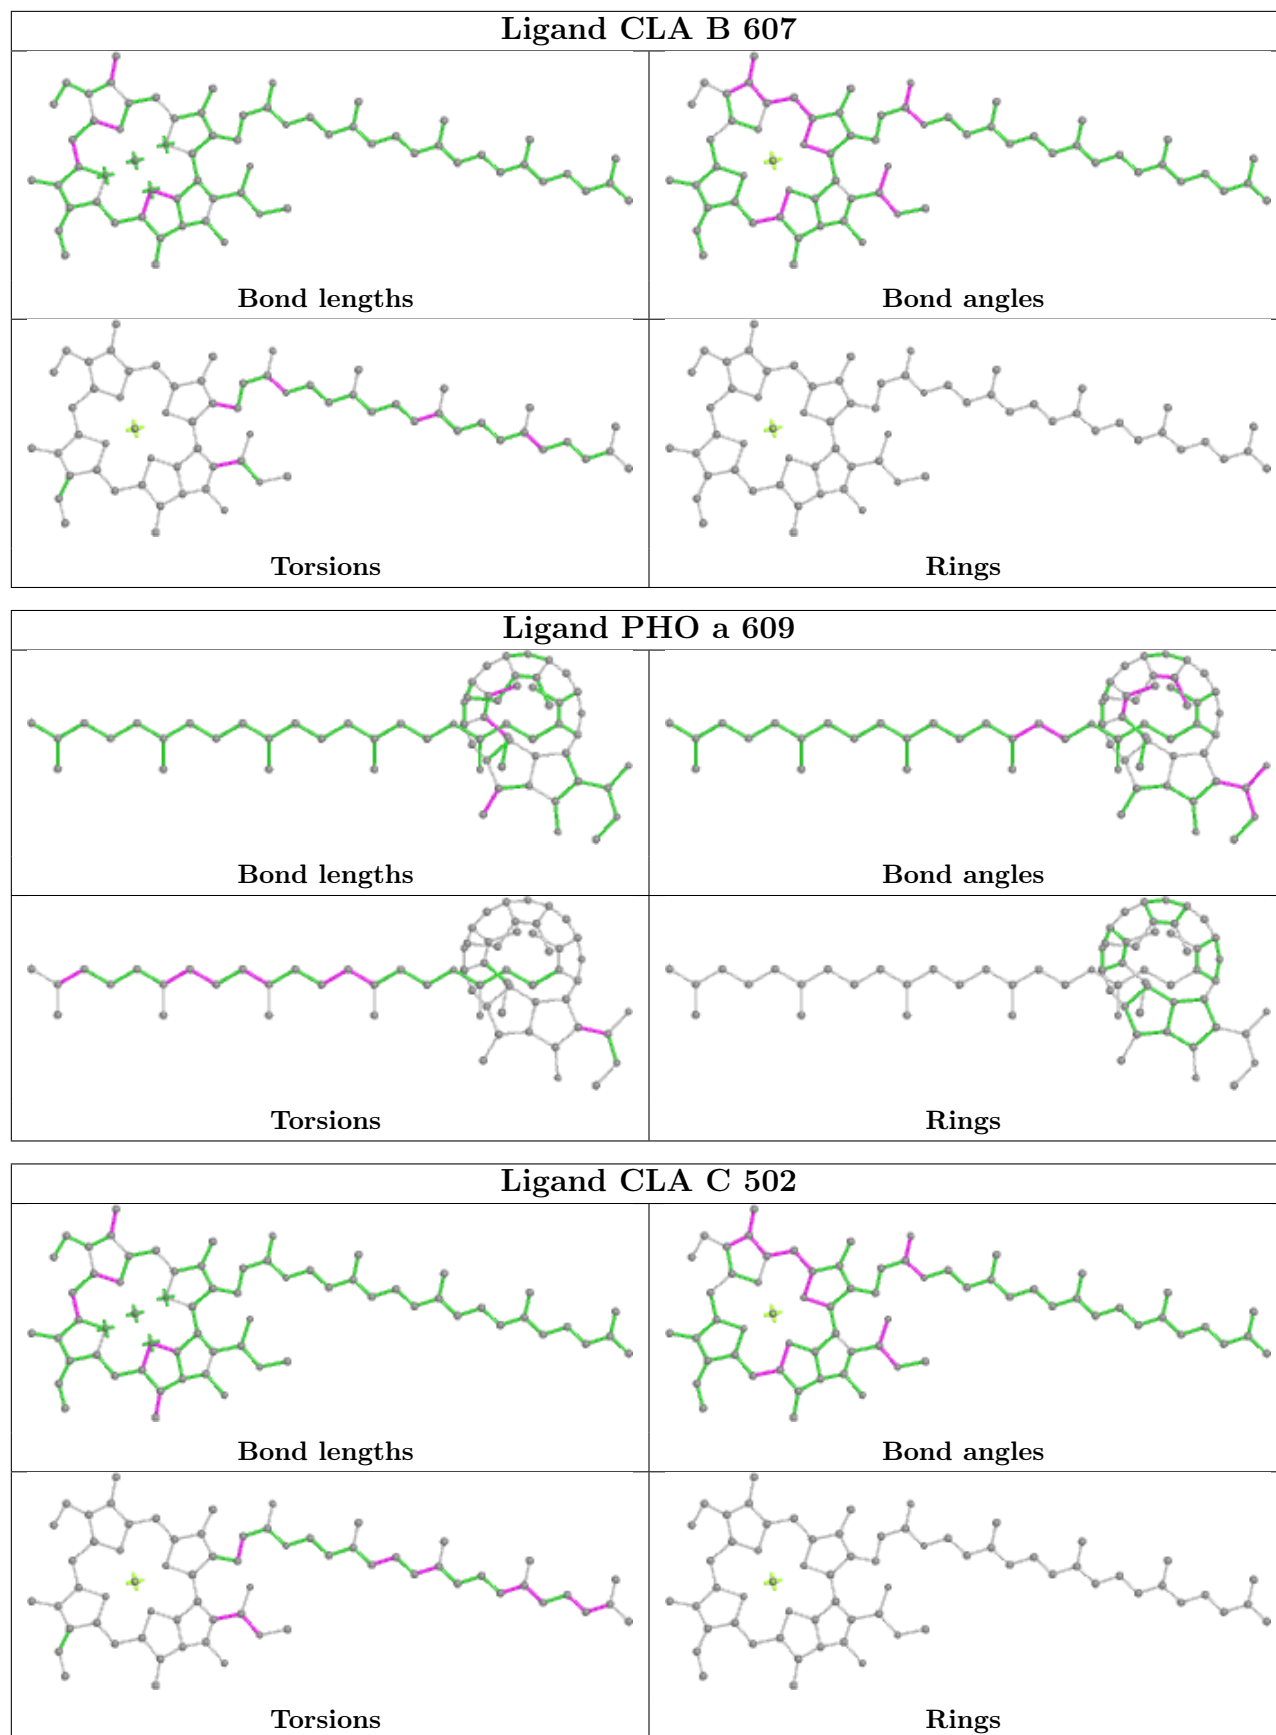 Ligand CLA B 607
Bond lengths
Bond angles
Torsions
Rings
Ligand PHO a 609
Bond lengths
Bond angles
Torsions
Rings
Ligand CLA C 502
Bond lengths
Bond angles
Torsions
Rings